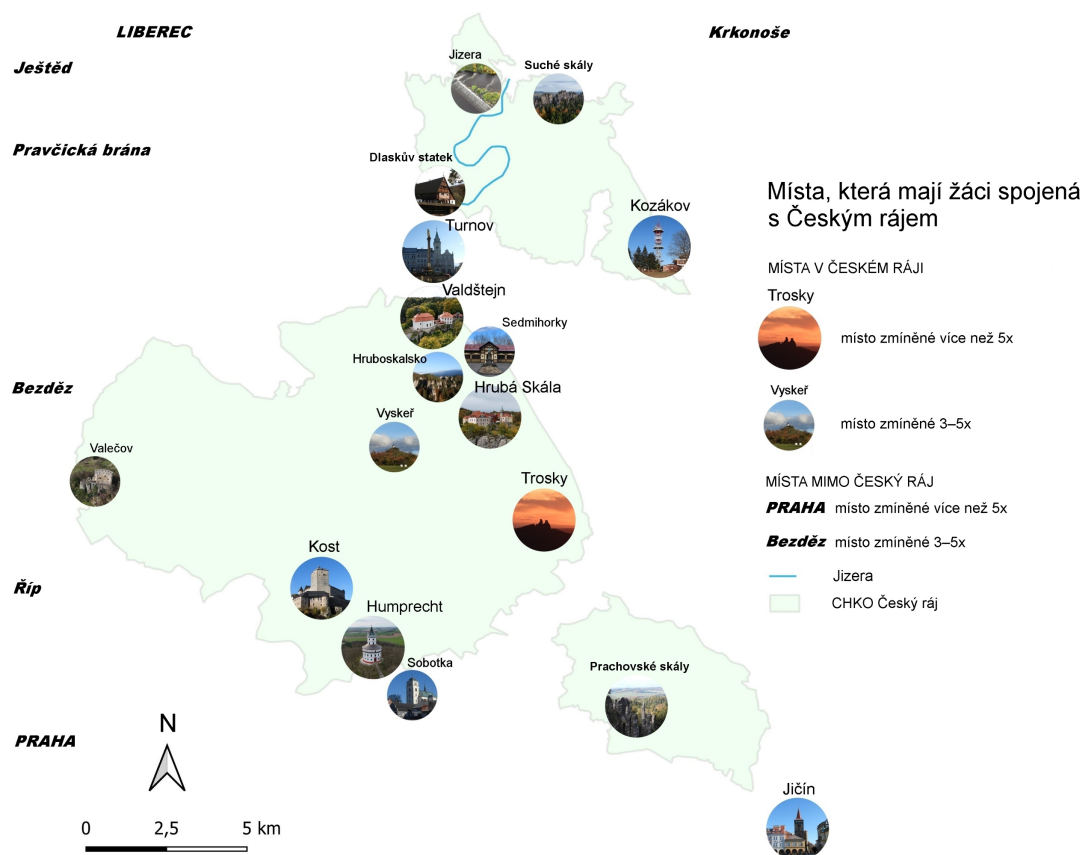 LIBEREC
Krkonoše
Ještěd
Jizera
Suché skály
Pravčická brána
Dlaskův statek
Turnov
Kozákov
Místa, která mají žáci spojená
s Českým rájem
MÍSTA V ČESKÉM RÁJI
Trosky
místo zmíněné více než 5x
Valdštejn
Sedmihorky
Hruboskalsko
Hrubá Skála
Bezděz
Vyskeř
Vyskeř
místo zmíněné 3–5x
Valečov
Trosky
MÍSTA MIMO ČESKÝ RÁJ
PRAHA místo zmíněné více než 5x
Bezděz místo zmíněné 3–5x
Jizera
CHKO Český ráj
Kost
Říp
Humprecht
Sobotka
Prachovské skály
PRAHA
N
Jičín
0 2,5 5 km